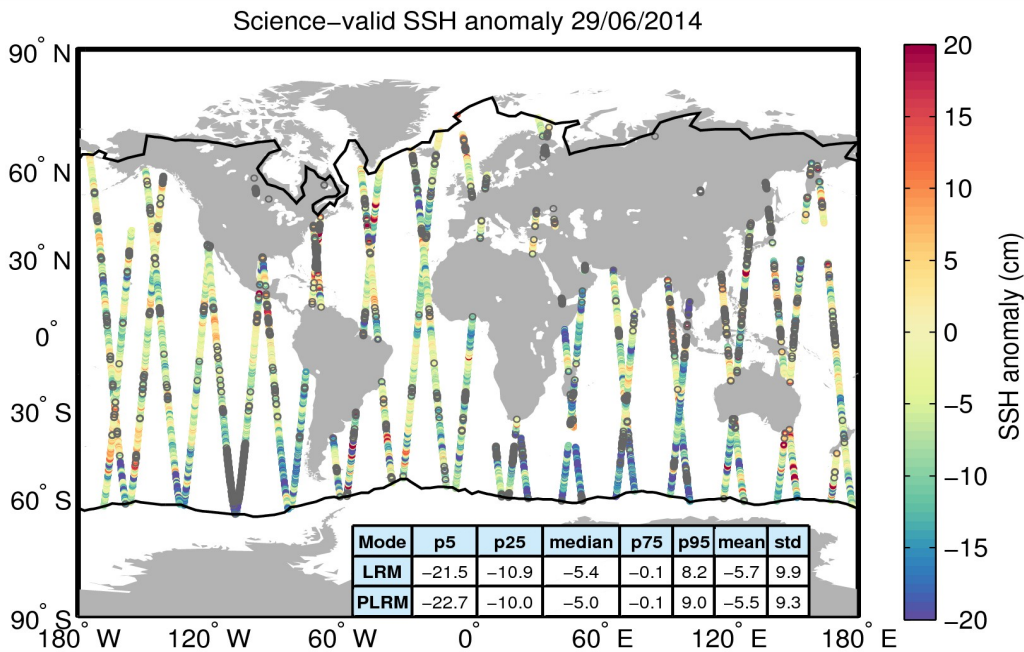 Science−valid SSH anomaly 29/06/2014
90° N
60° N
30° N
0°
30° S
60° S
90° S
180° W 120° W 60° W 0° 60° E 120° E 180° E
Mode p5 p25 median p75 p95 mean std
LRM −21.5 −10.9 −5.4 −0.1 8.2 −5.7 9.9
PLRM −22.7 −10.0 −5.0 −0.1 9.0 −5.5 9.3
20
15
10
5
0
−5
−10
−15
−20
SSH anomaly (cm)